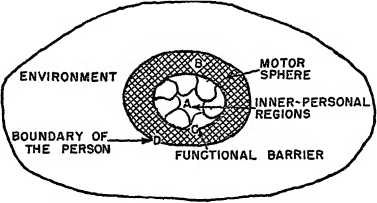 B
MOTOR
SPHERE
ENVIRONMENT
A
INNER-PERSONAL
REGIONS
C
BOUNDARY OF
THE PERSON
D
FUNCTIONAL BARRIER